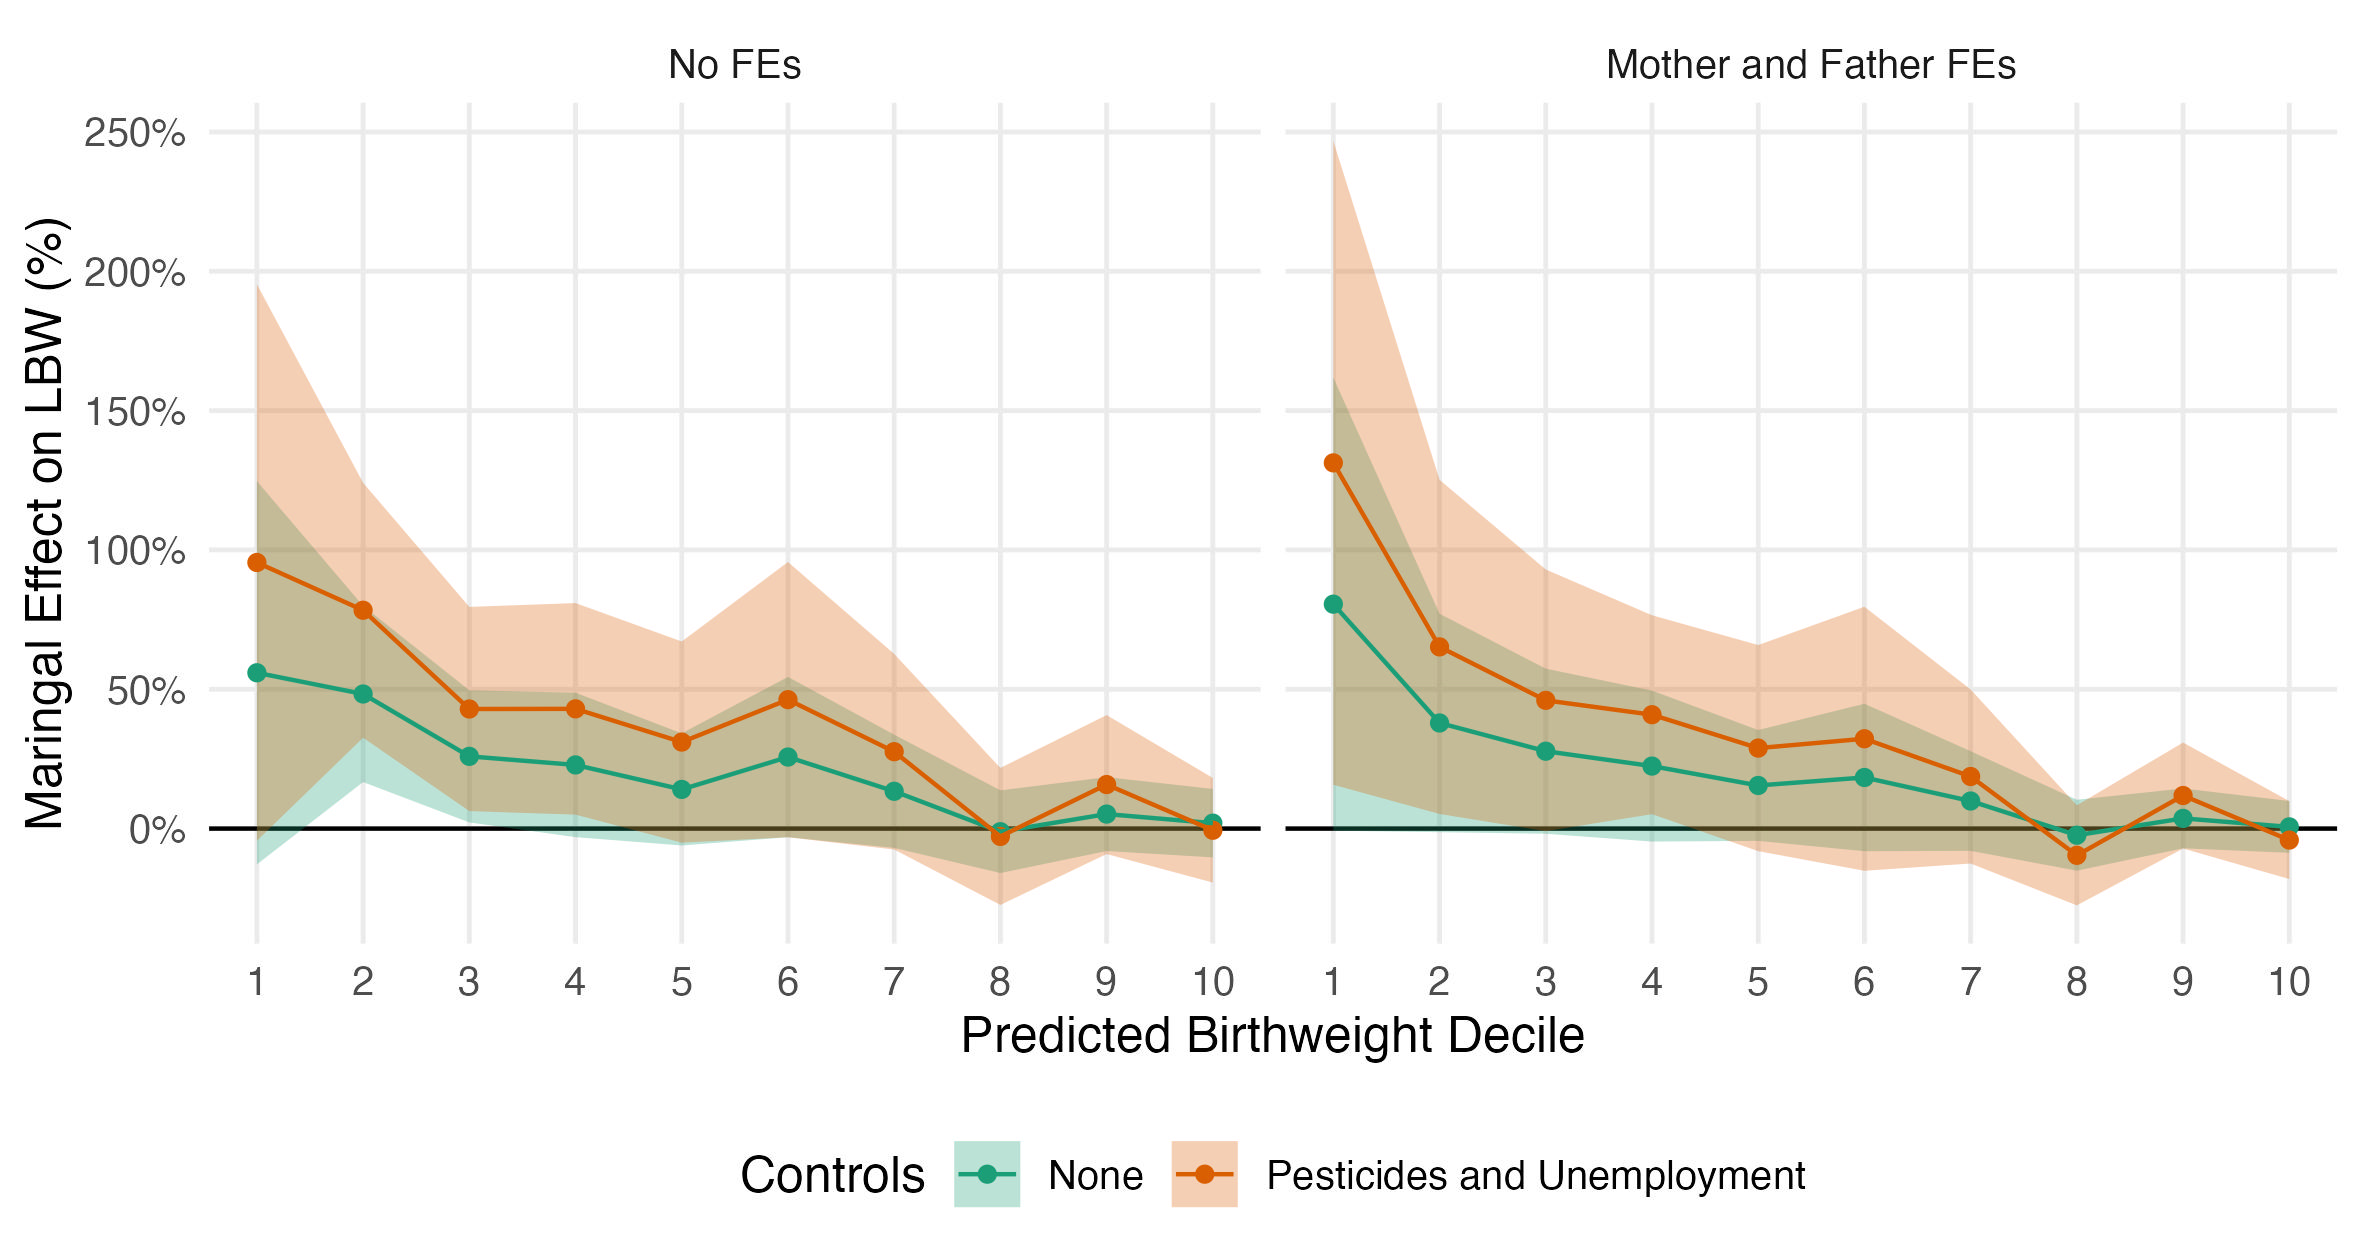 No FEs
Mother and Father FEs
Maringal Effect on LBW (%)
250%
200%
150%
100%
50%
0%
1 2 3 4 5 6 7 8 9 10
1 2 3 4 5 6 7 8 9 10
Predicted Birthweight Decile
Controls None Pesticides and Unemployment